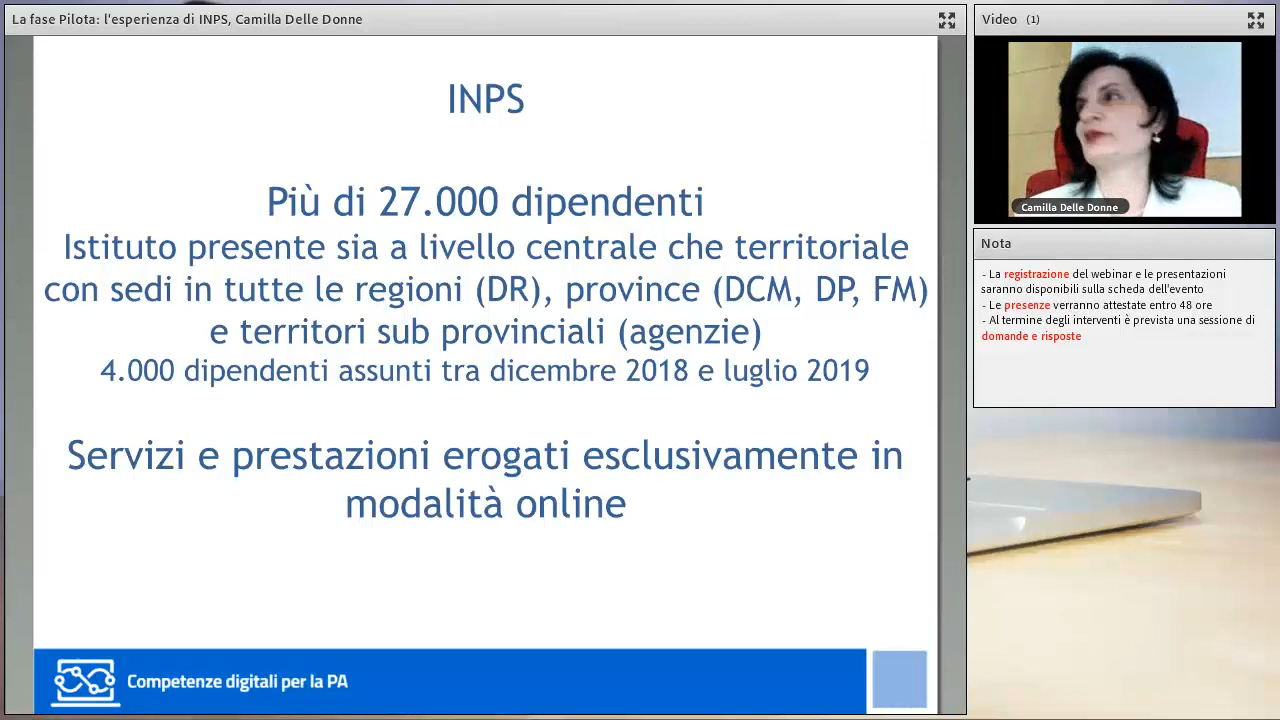 La fase Pilota: l'esperienza di INPS, Camilla Delle Donne
INPS
Più di 27.000 dipendenti
Istituto presente sia a livello centrale che territoriale
con sedi in tutte le regioni (DR), province (DCM, DP, FM)
e territori sub provinciali (agenzie)
4.000 dipendenti assunti tra dicembre 2018 e luglio 2019
Servizi e prestazioni erogati esclusivamente in
modalità online
Competenze digitali per la PA
Video (1)
Camilla Delle Donne
Nota
- La registrazione del webinar e le presentazioni
saranno disponibili sulla scheda dell'evento
- Le presenze verranno attestate entro 48 ore
- Al termine degli interventi è prevista una sessione di
domande e risposte